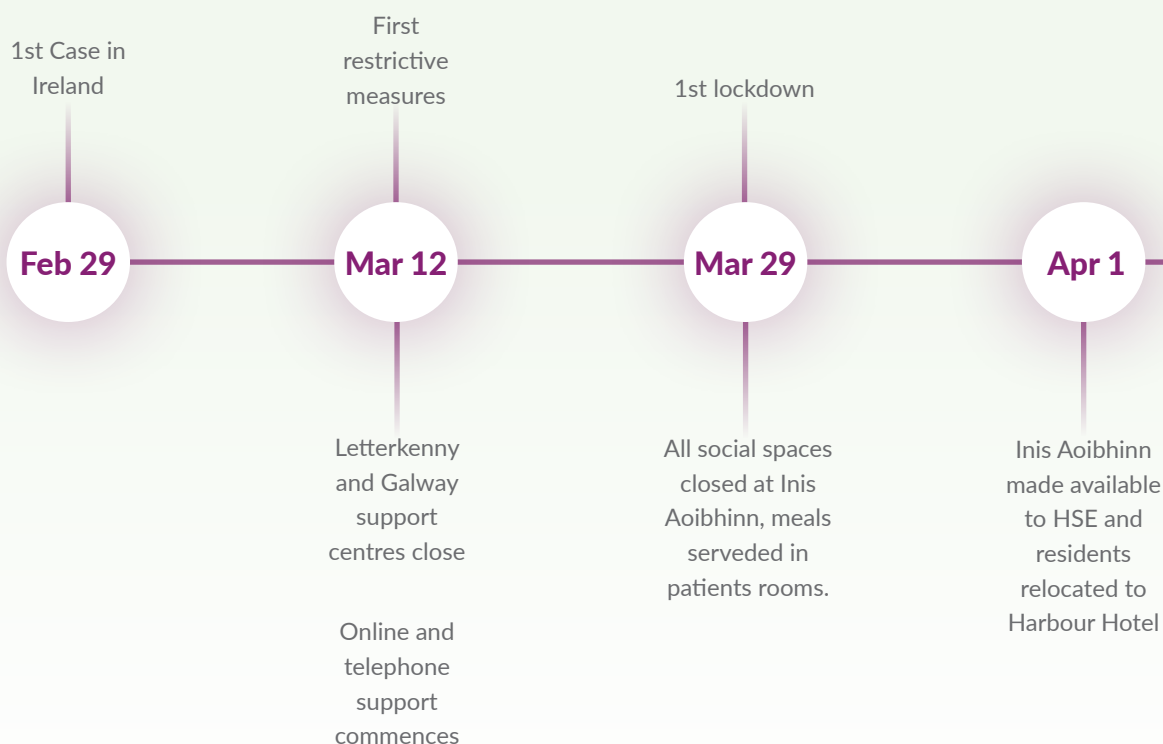 1st Case in
Ireland
First
restrictive
measures
1st lockdown
Feb 29
Mar 12
Mar 29
Apr 1
Letterkenny
and Galway
support
centres close
Online and
telephone
support
commences
All social spaces
closed at Inis
Aoibhinn, meals
serveded in
patients rooms.
Inis Aoibhinn
made available
to HSE and
residents
relocated to
Harbour Hotel